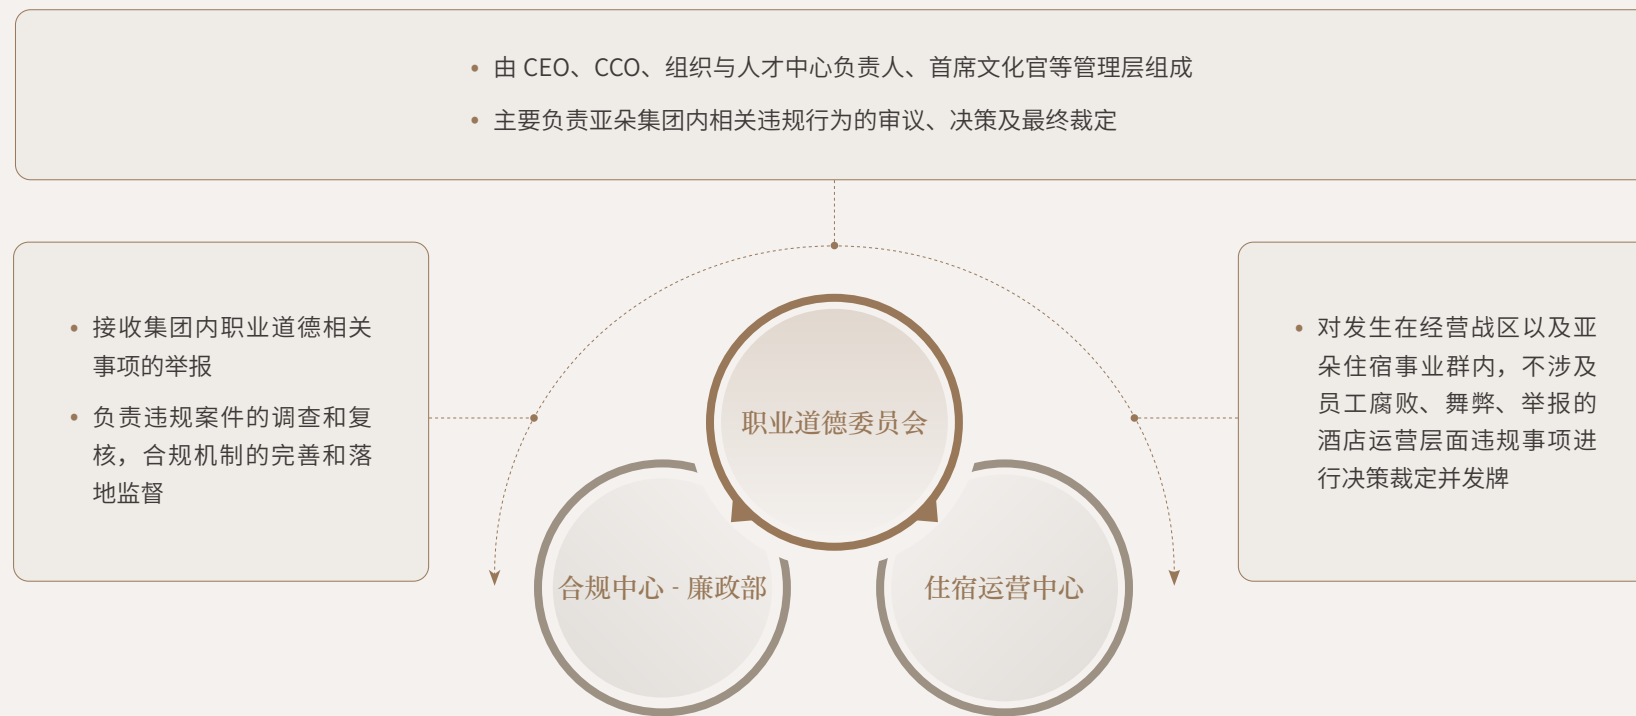 由 CEO、CCO、组织与人才中心负责人、首席文化官等管理层组成
主要负责亚朵集团内相关违规行为的审议、决策及最终裁定
接收集团内职业道德相关
事项的举报
负责违规案件的调查和复
核，合规机制的完善和落
地监督
对发生在经营战区以及亚
朵住宿事业群内，不涉及
员工腐败、舞弊、举报的
酒店运营层面违规事项进
行决策裁定并发牌
职业道德委员会
合规中心 - 廉政部
住宿运营中心